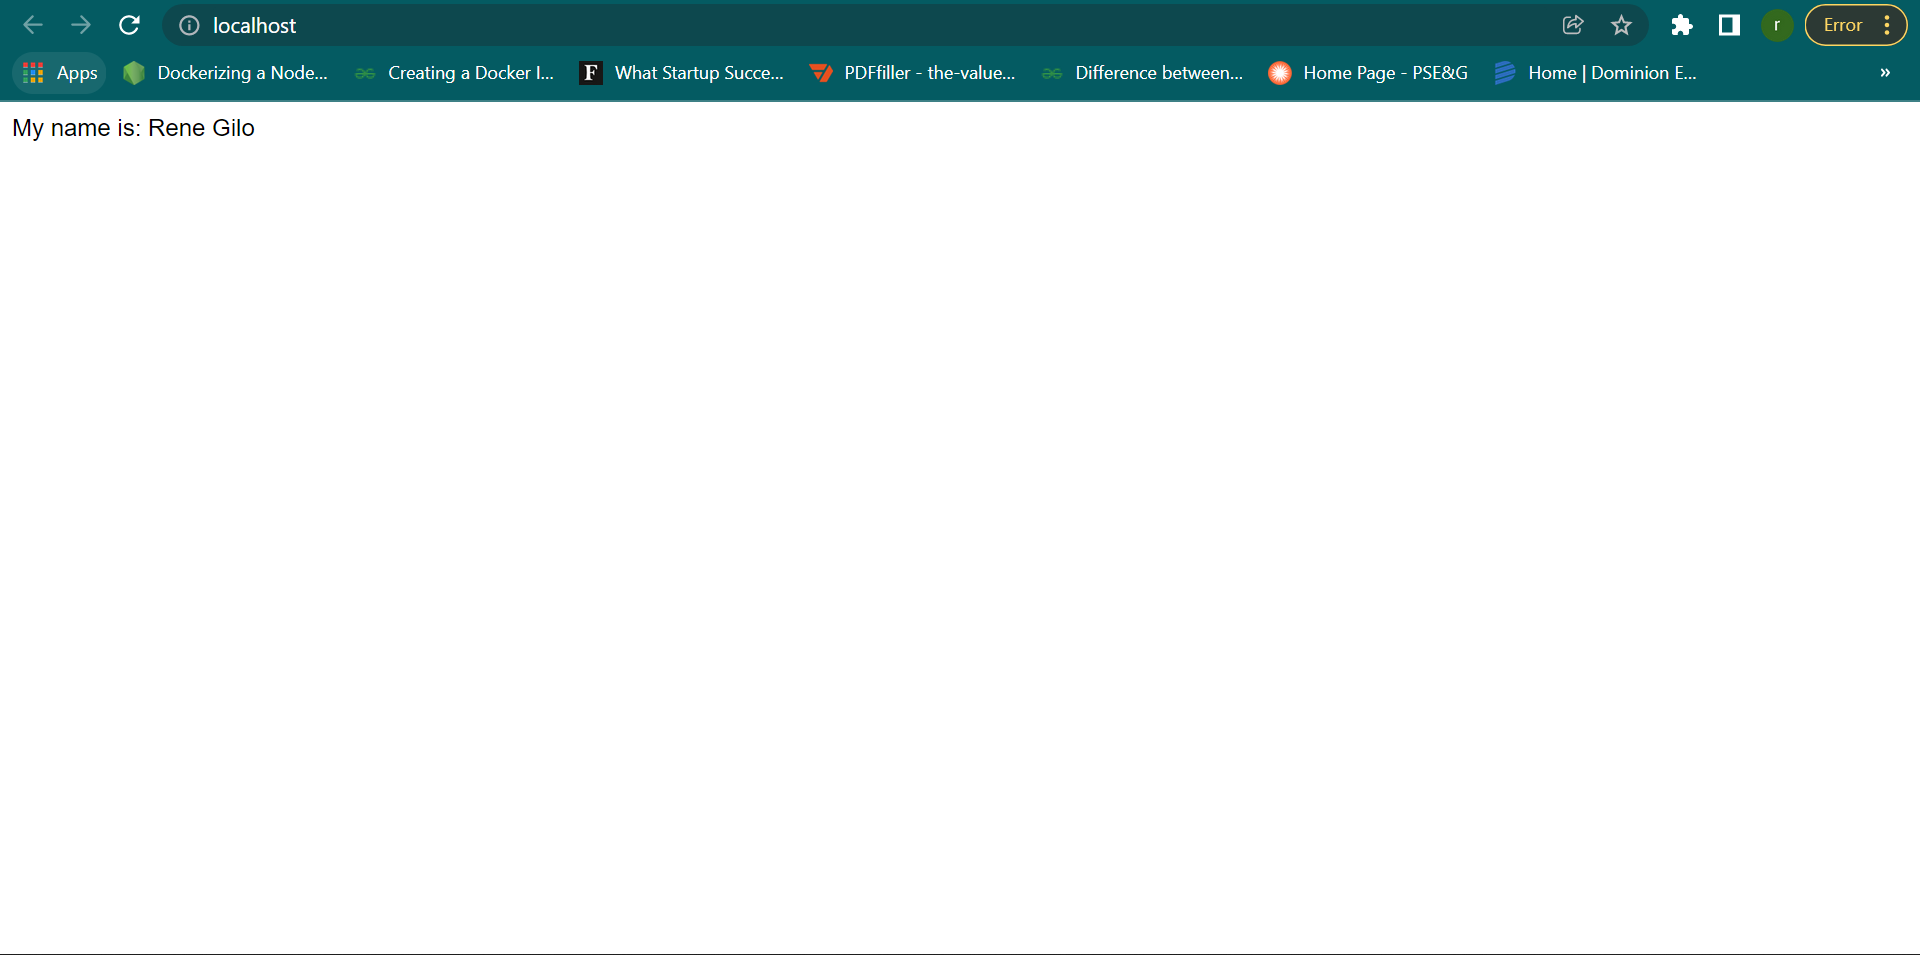 localhost
r
Error
Apps
Dockerizing a Node...
Creating a Docker I...
F
What Startup Succe...
PDFfiller - the-value...
Difference between...
Home Page - PSE&G
Home | Dominion E...
»
My name is: Rene Gilo